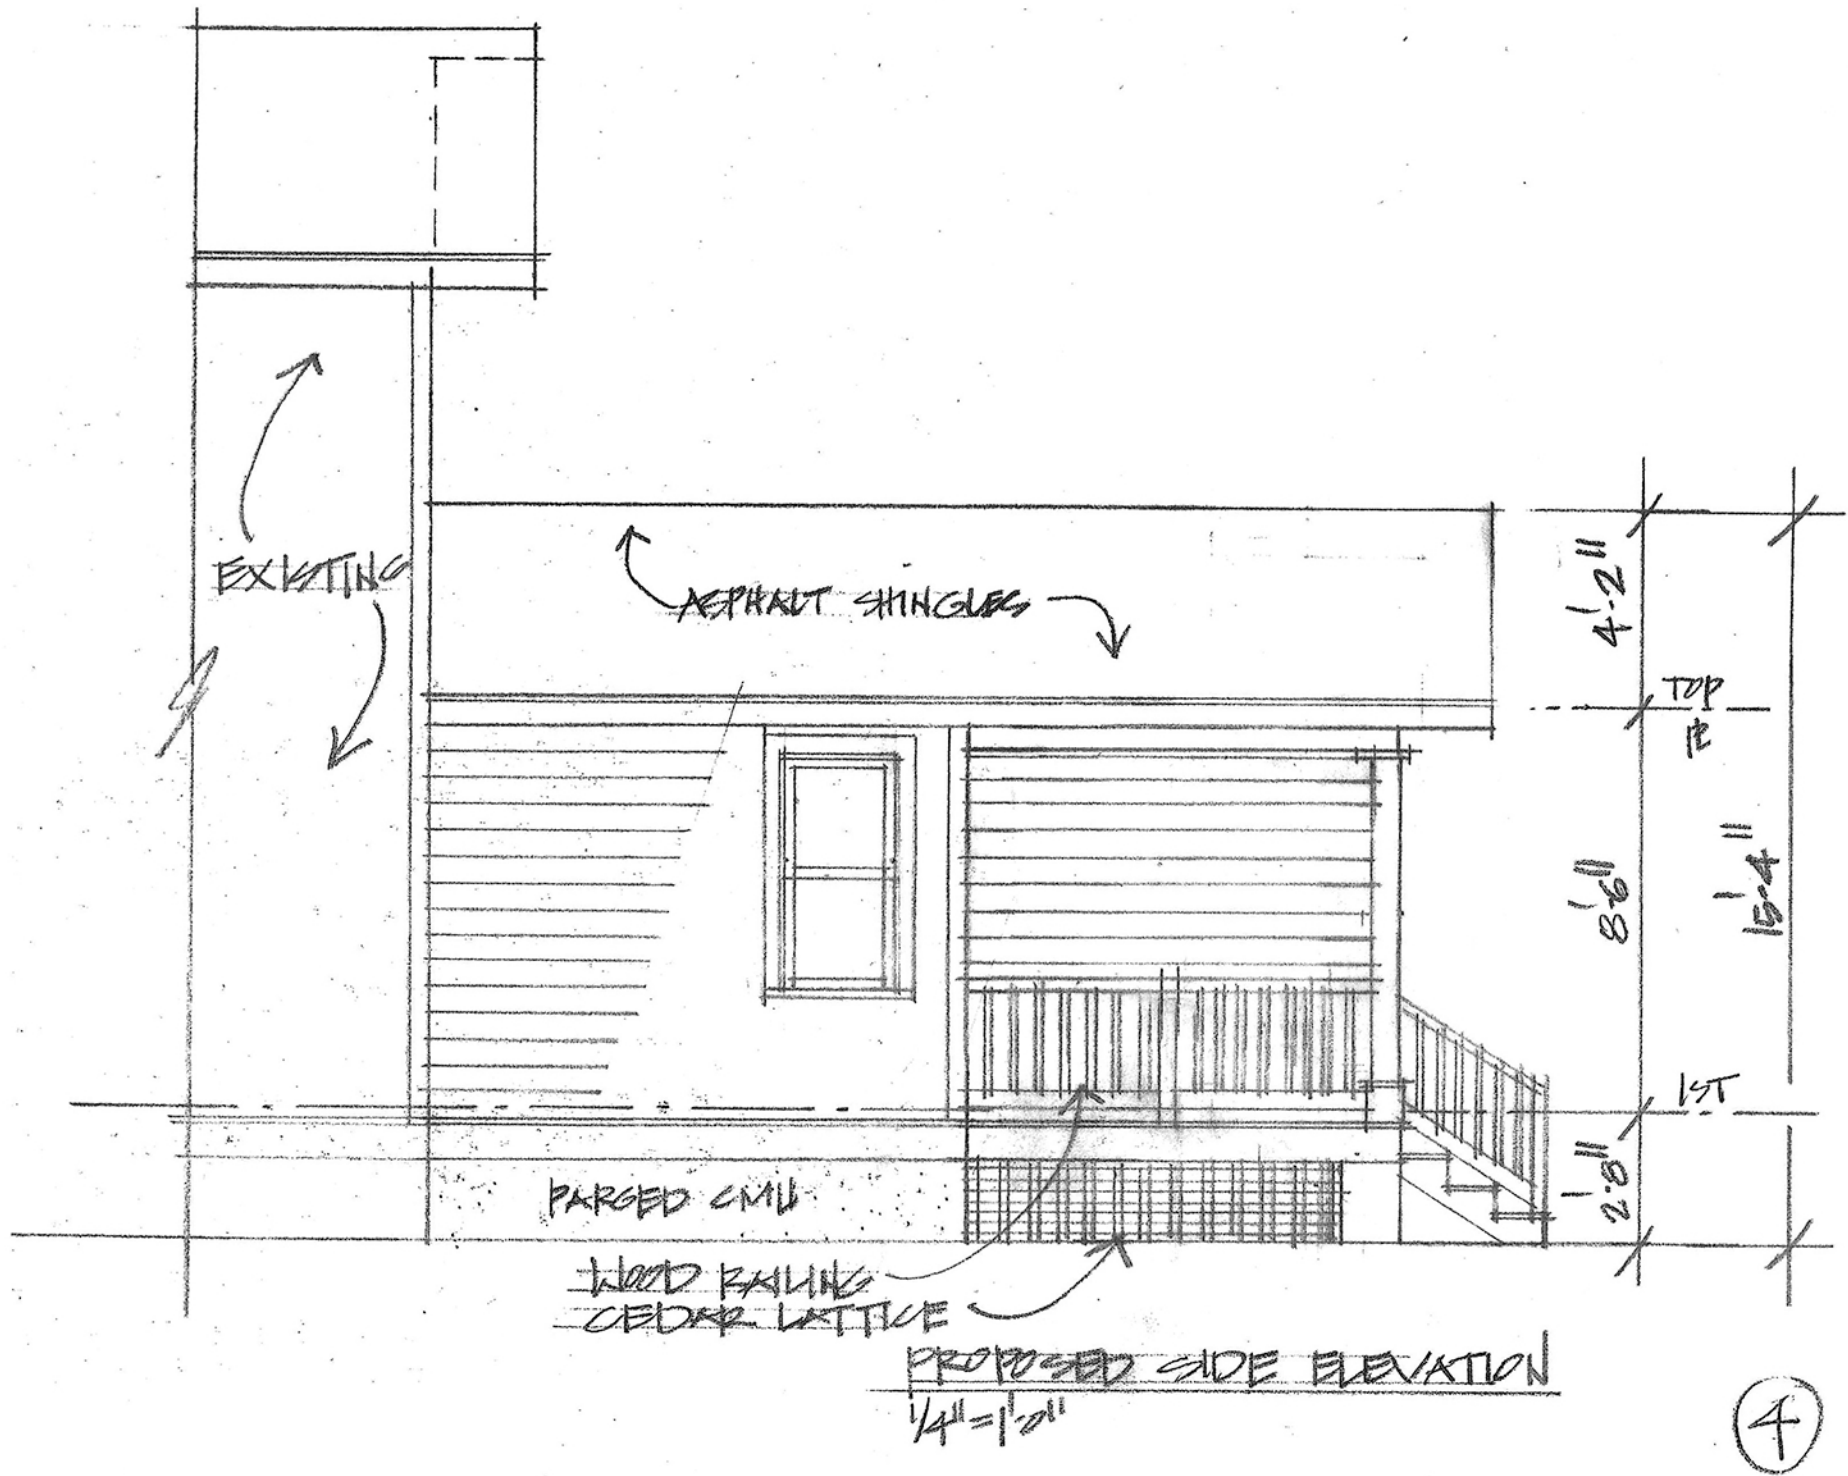 EXISTING
ASPHALT SHINGLES
4'-2"
TOP
PL
8'-6"
15'-4"
1ST
2'-8"
PARGED CMU
WOOD RAILING
CEDAR LATTICE
PROPOSED SIDE ELEVATION
1/4"=1'-0"
4